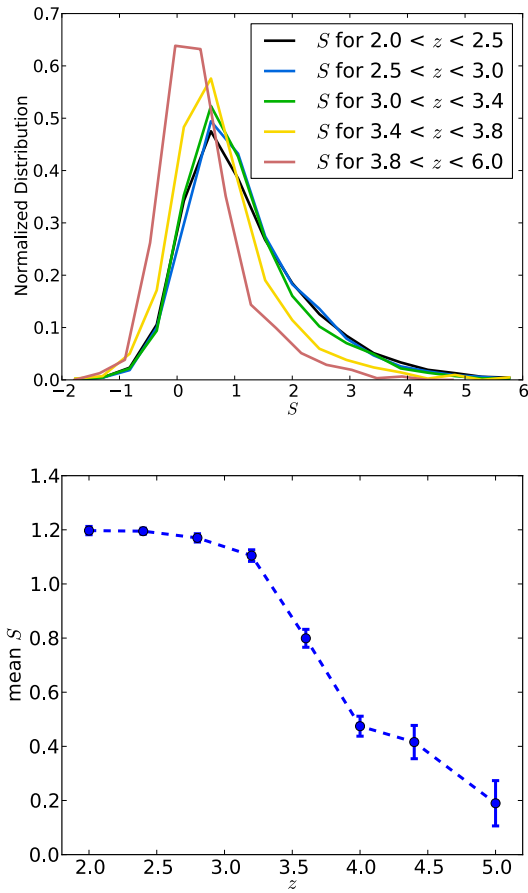 0.7
0.6
0.5
0.4
0.3
0.2
0.1
0.0
Normalized Distribution
S for 2.0 < z < 2.5
S for 2.5 < z < 3.0
S for 3.0 < z < 3.4
S for 3.4 < z < 3.8
S for 3.8 < z < 6.0
−2 −1 0 1 2 3 4 5 6
S
1.4
1.2
1.0
0.8
0.6
0.4
0.2
0.0
mean S
2.0 2.5 3.0 3.5 4.0 4.5 5.0
z